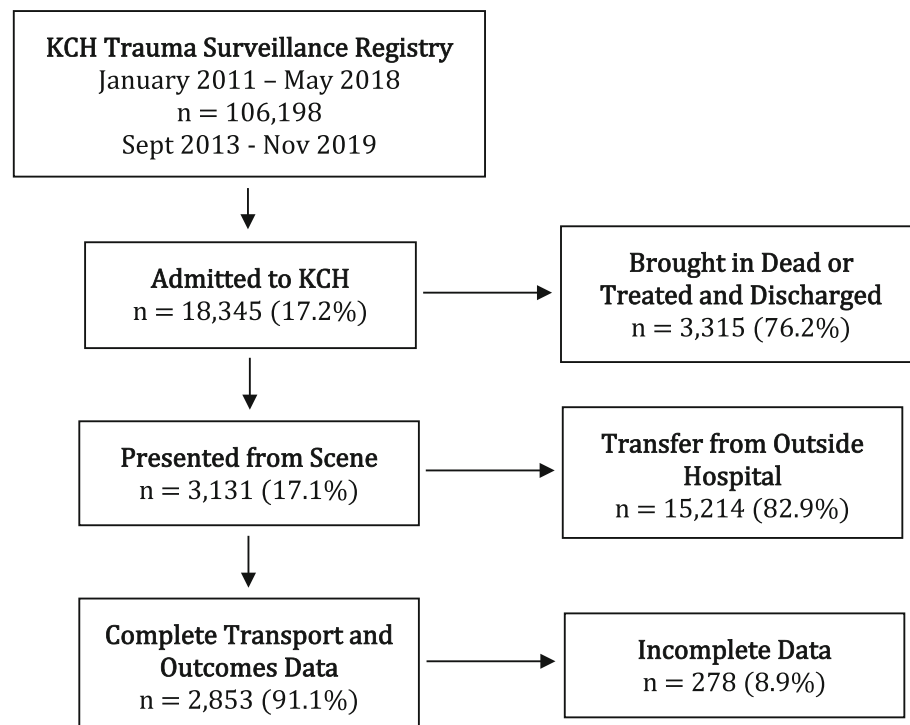 KCH Trauma Surveillance Registry
January 2011 – May 2018
n = 106,198
Sept 2013 - Nov 2019
Admitted to KCH
n = 18,345 (17.2%)
Brought in Dead or
Treated and Discharged
n = 3,315 (76.2%)
Presented from Scene
n = 3,131 (17.1%)
Transfer from Outside
Hospital
n = 15,214 (82.9%)
Complete Transport and
Outcomes Data
n = 2,853 (91.1%)
Incomplete Data
n = 278 (8.9%)